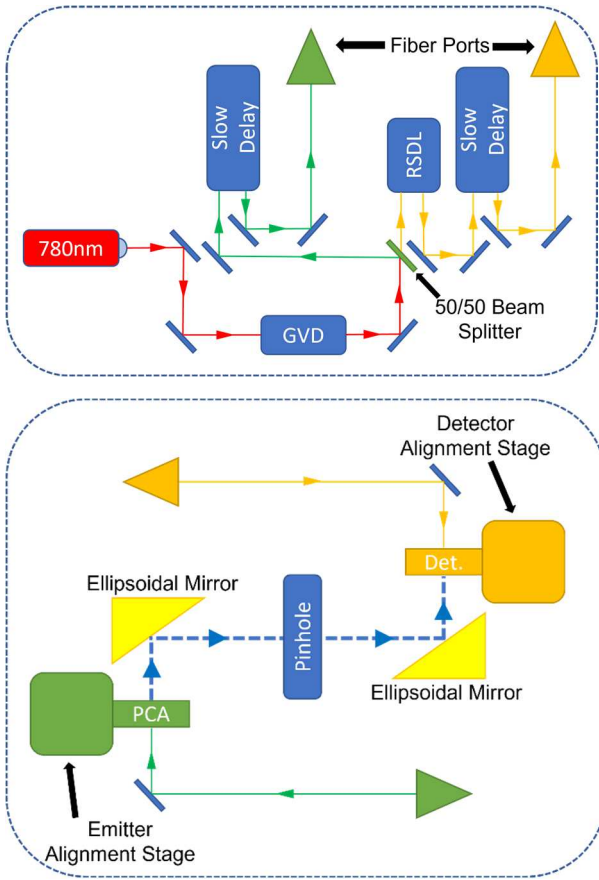 Fiber Ports
Slow
Delay
RSDL
Slow
Delay
780nm
GVD
50/50 Beam
Splitter
Detector
Alignment Stage
Det.
Ellipsoidal Mirror
Pinhole
Ellipsoidal Mirror
PCA
Emitter
Alignment Stage